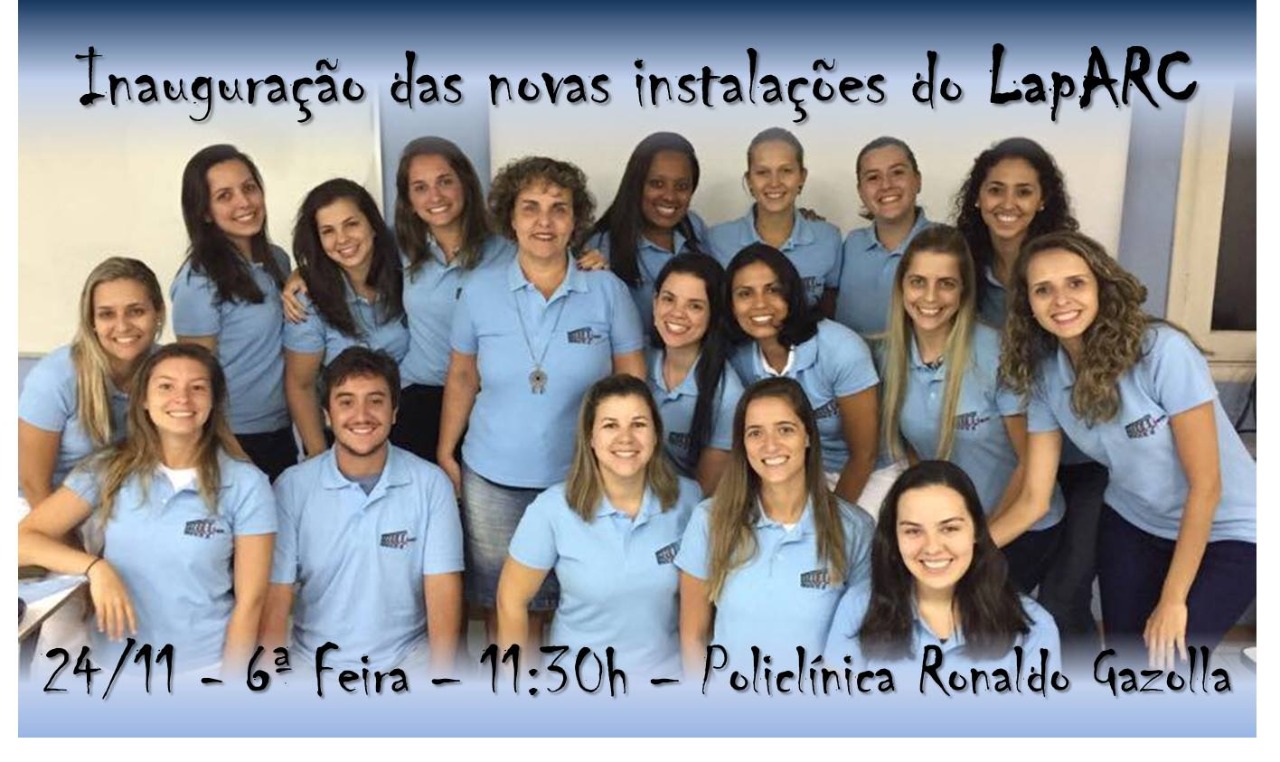 Inauguração das novas instalações do LapARC
24/11 - 6ª Feira - 11:30h - Policlínica Ronaldo Gazolla